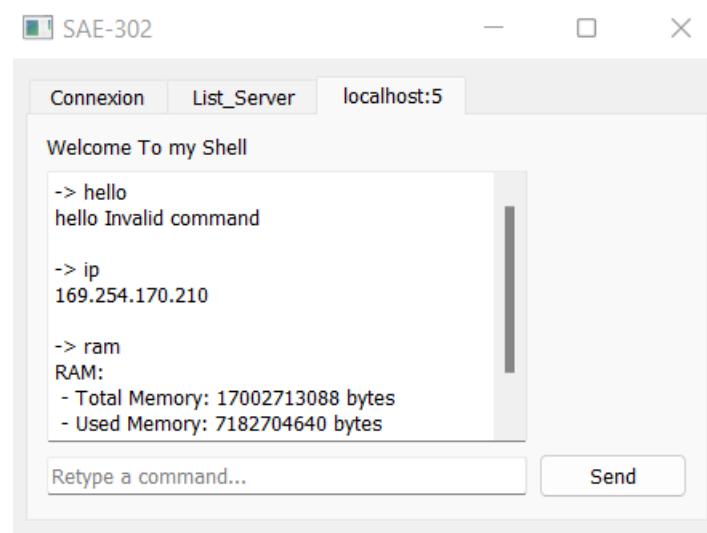 SAE-302
Connexion List_Server localhost:5
Welcome To my Shell
-> hello
hello Invalid command
-> ip
169.254.170.210
-> ram
RAM:
- Total Memory: 17002713088 bytes
- Used Memory: 7182704640 bytes
Retype a command... Send